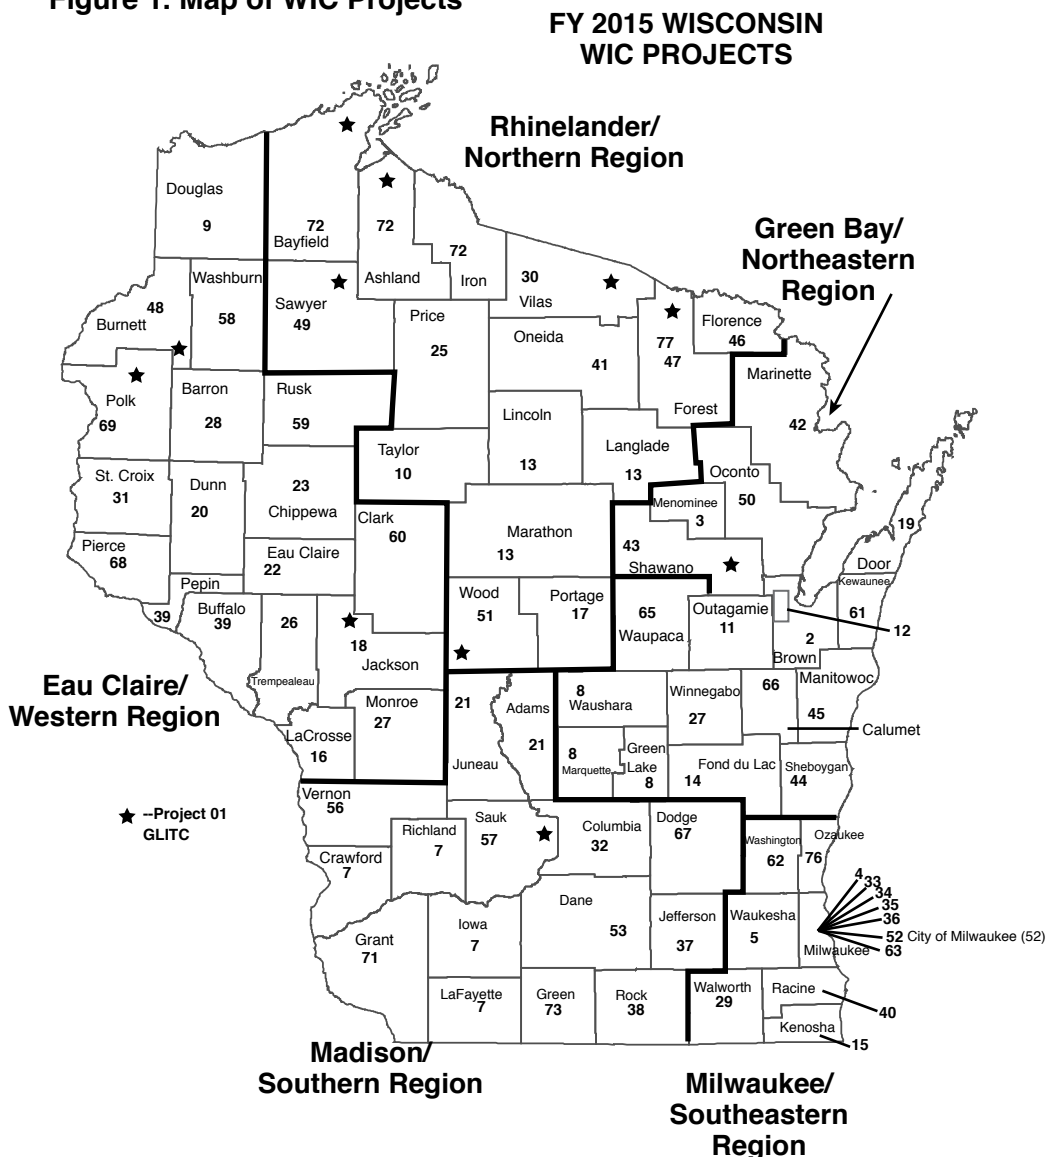 Figure 1: Map of WIC Projects
FY 2015 WISCONSIN
WIC PROJECTS
Rhinelander/
Northern Region
Green Bay/
Northeastern
Region
Douglas
9
72
Bayfield
72
Ashland
72
Iron
30
Vilas
48
Burnett
Washburn
58
Sawyer
49
Price
25
Oneida
41
77
47
Forest
Florence
46
Marinette
42
Polk
69
Barron
28
Rusk
59
Taylor
10
Lincoln
13
Langlade
13
Oconto
50
Menominee
3
St. Croix
31
Dunn
20
23
Chippewa
Clark
60
Marathon
13
43
Shawano
19
Door
Pierce
68
Eau Claire
22
Pepin
39
Buffalo
39
26
Trempealeau
18
Jackson
Wood
51
Portage
17
65
Waupaca
Outagamie
11
12
2
Brown
Kewaunee
61
Eau Claire/
Western Region
LaCrosse
16
Monroe
27
21
Juneau
Adams
21
8
Waushara
Winnegabo
27
66
Calumet
Manitowoc
45
8
Marquette
Green
Lake
8
14
Fond du Lac
Sheboygan
44
--Project 01
GLITC
Vernon
56
Richland
7
Sauk
57
Columbia
32
Dodge
67
Washington
62
Ozaukee
76
Crawford
7
Grant
71
Iowa
7
Dane
53
Jefferson
37
Waukesha
5
Milwaukee
4
33
34
35
36
52 City of Milwaukee (52)
63
LaFayette
7
Green
73
Rock
38
Walworth
29
Racine
40
Kenosha
15
Madison/
Southern Region
Milwaukee/
Southeastern
Region